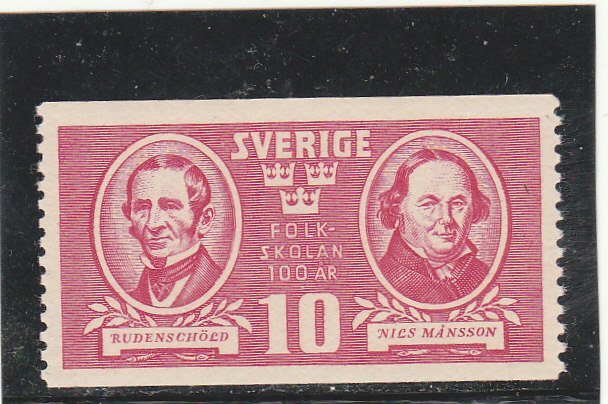 SVERIGE
FOLK-
SKOLAN
100 ÅR
10
RUDENSCHÖLD
NILS MÅNSSON